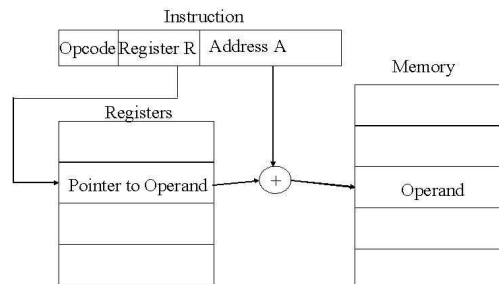 Instruction
Opcode Register R Address A
Memory
Registers
Pointer to Operand
+
Operand